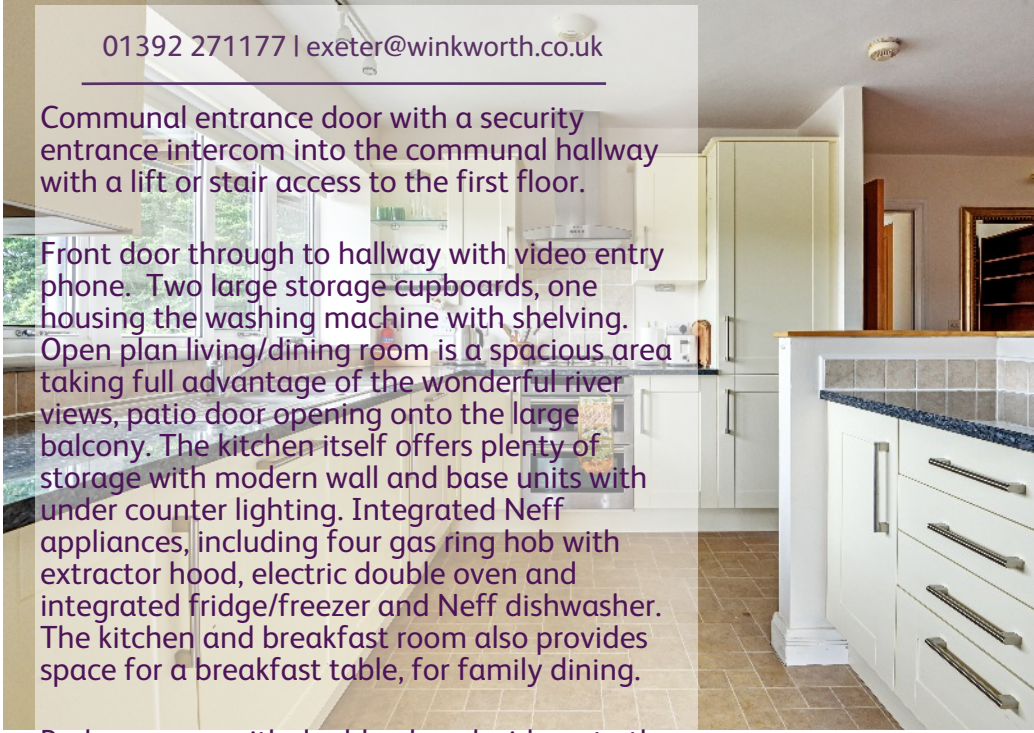 01392 271177 | exeter@winkworth.co.uk
Communal entrance door with a security
entrance intercom into the communal hallway
with a lift or stair access to the first floor.
Front door through to hallway with video entry
phone. Two large storage cupboards, one
housing the washing machine with shelving.
Open plan living/dining room is a spacious area
taking full advantage of the wonderful river
views, patio door opening onto the large
balcony. The kitchen itself offers plenty of
storage with modern wall and base units with
under counter lighting. Integrated Neff
appliances, including four gas ring hob with
extractor hood, electric double oven and
integrated fridge/freezer and Neff dishwasher.
The kitchen and breakfast room also provides
space for a breakfast table, for family dining.